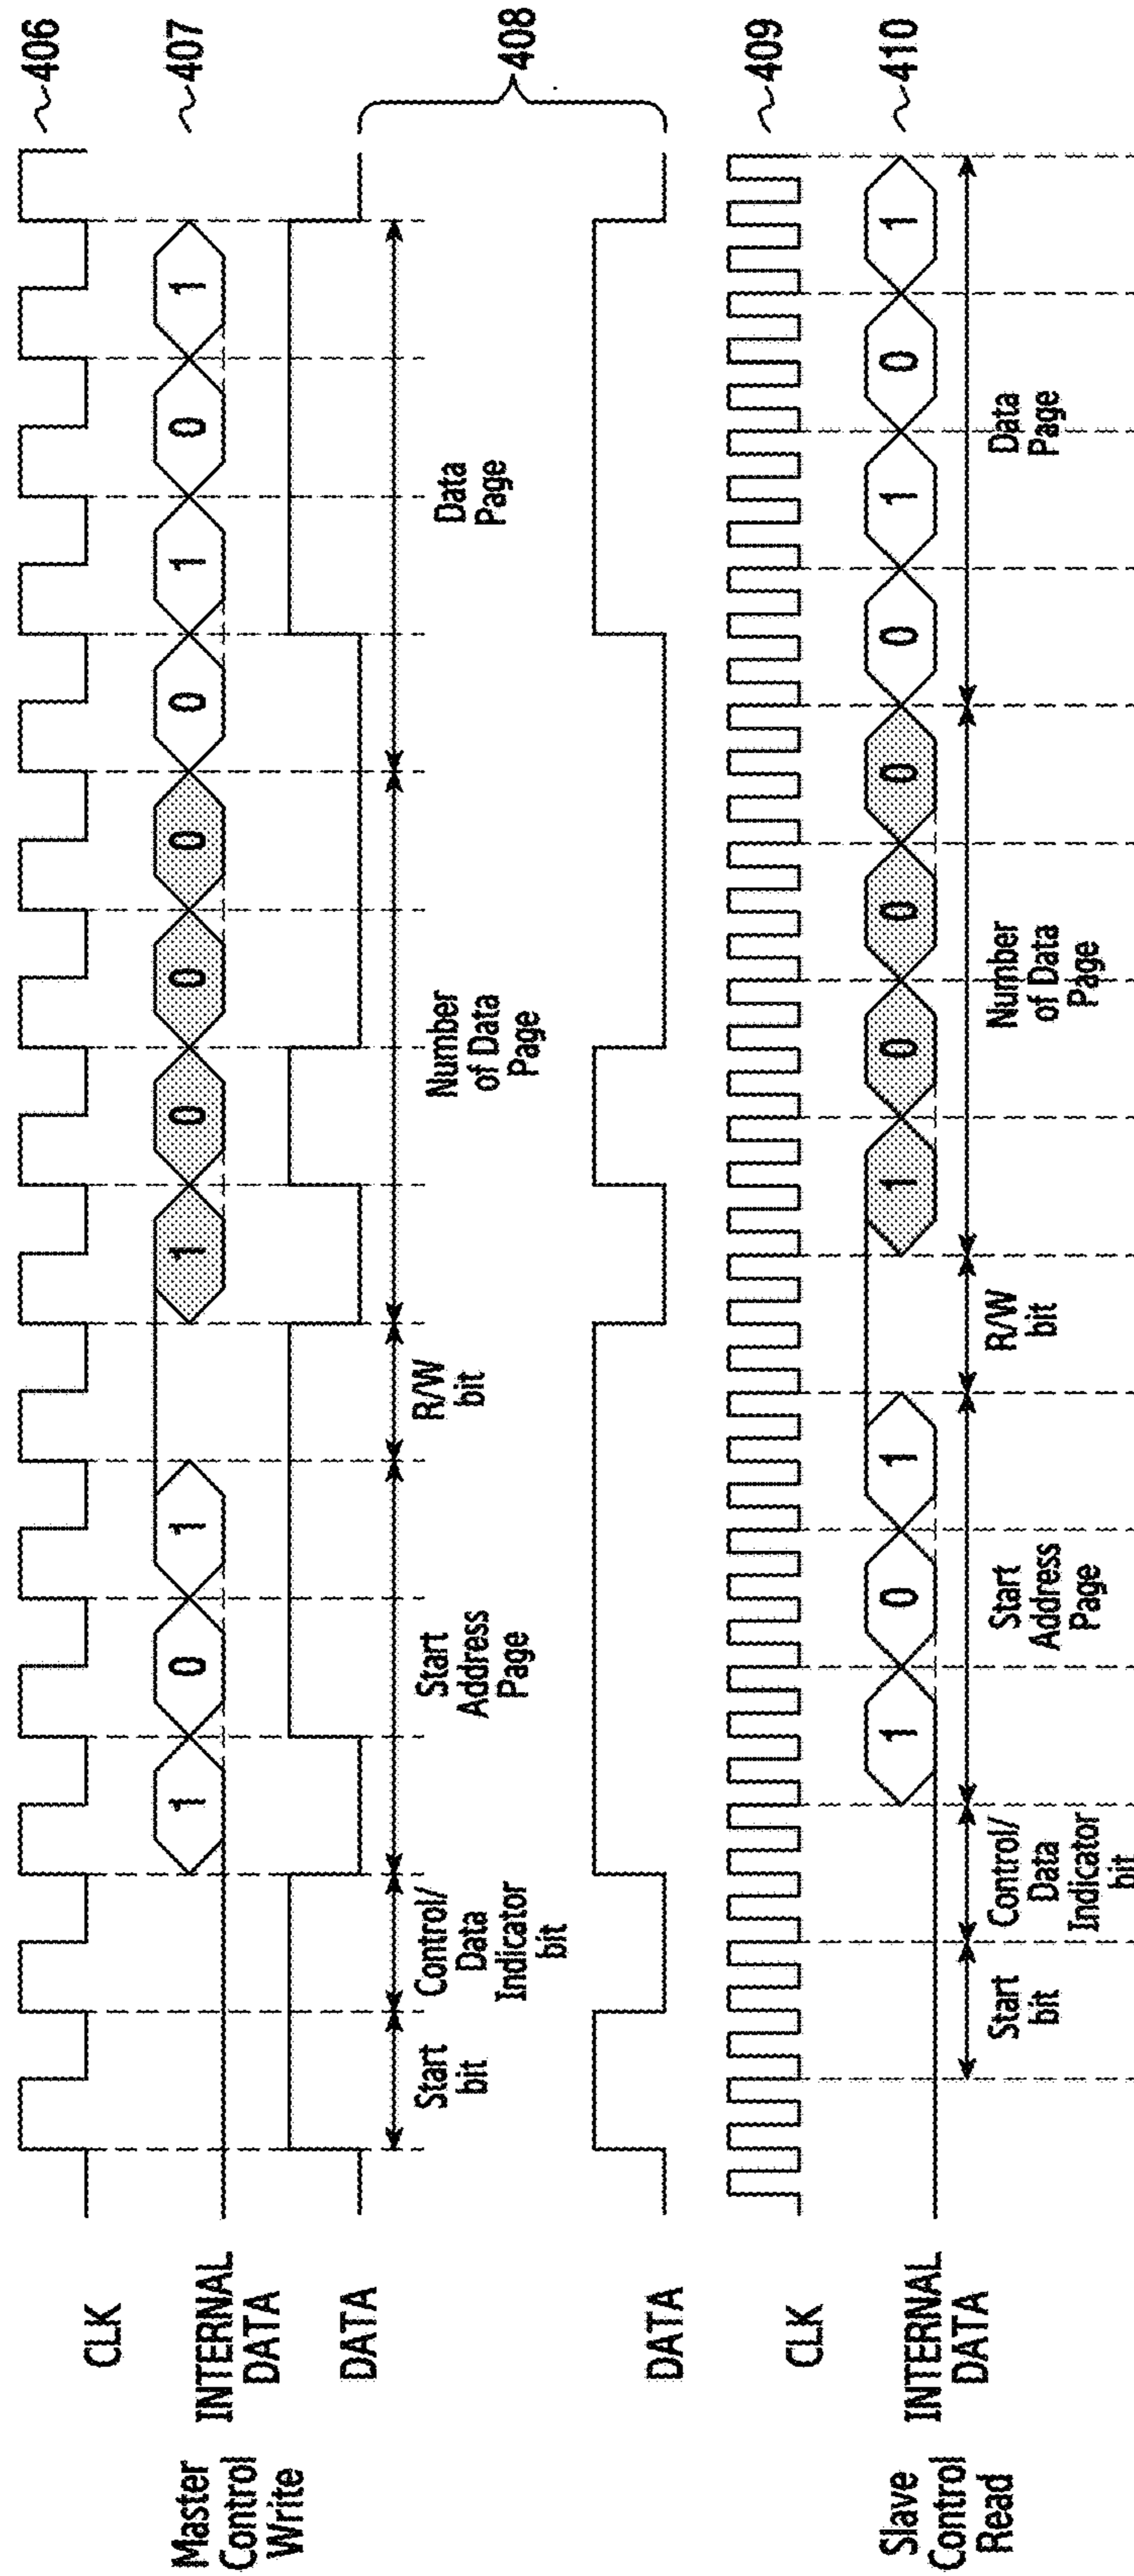 Master
Control
Write
CLK
INTERNAL
DATA
DATA
406
407
408
1
0
1
1
0
0
0
0
1
0
1
Start
bit
Control/
Data
Indicator
bit
Start
Address
Page
R/W
bit
Number
of Data
Page
Data
Page
DATA
Slave
Control
Read
CLK
INTERNAL
DATA
409
410
1
0
1
1
0
0
0
0
1
0
1
Start
bit
Control/
Data
Indicator
bit
Start
Address
Page
R/W
bit
Number
of Data
Page
Data
Page